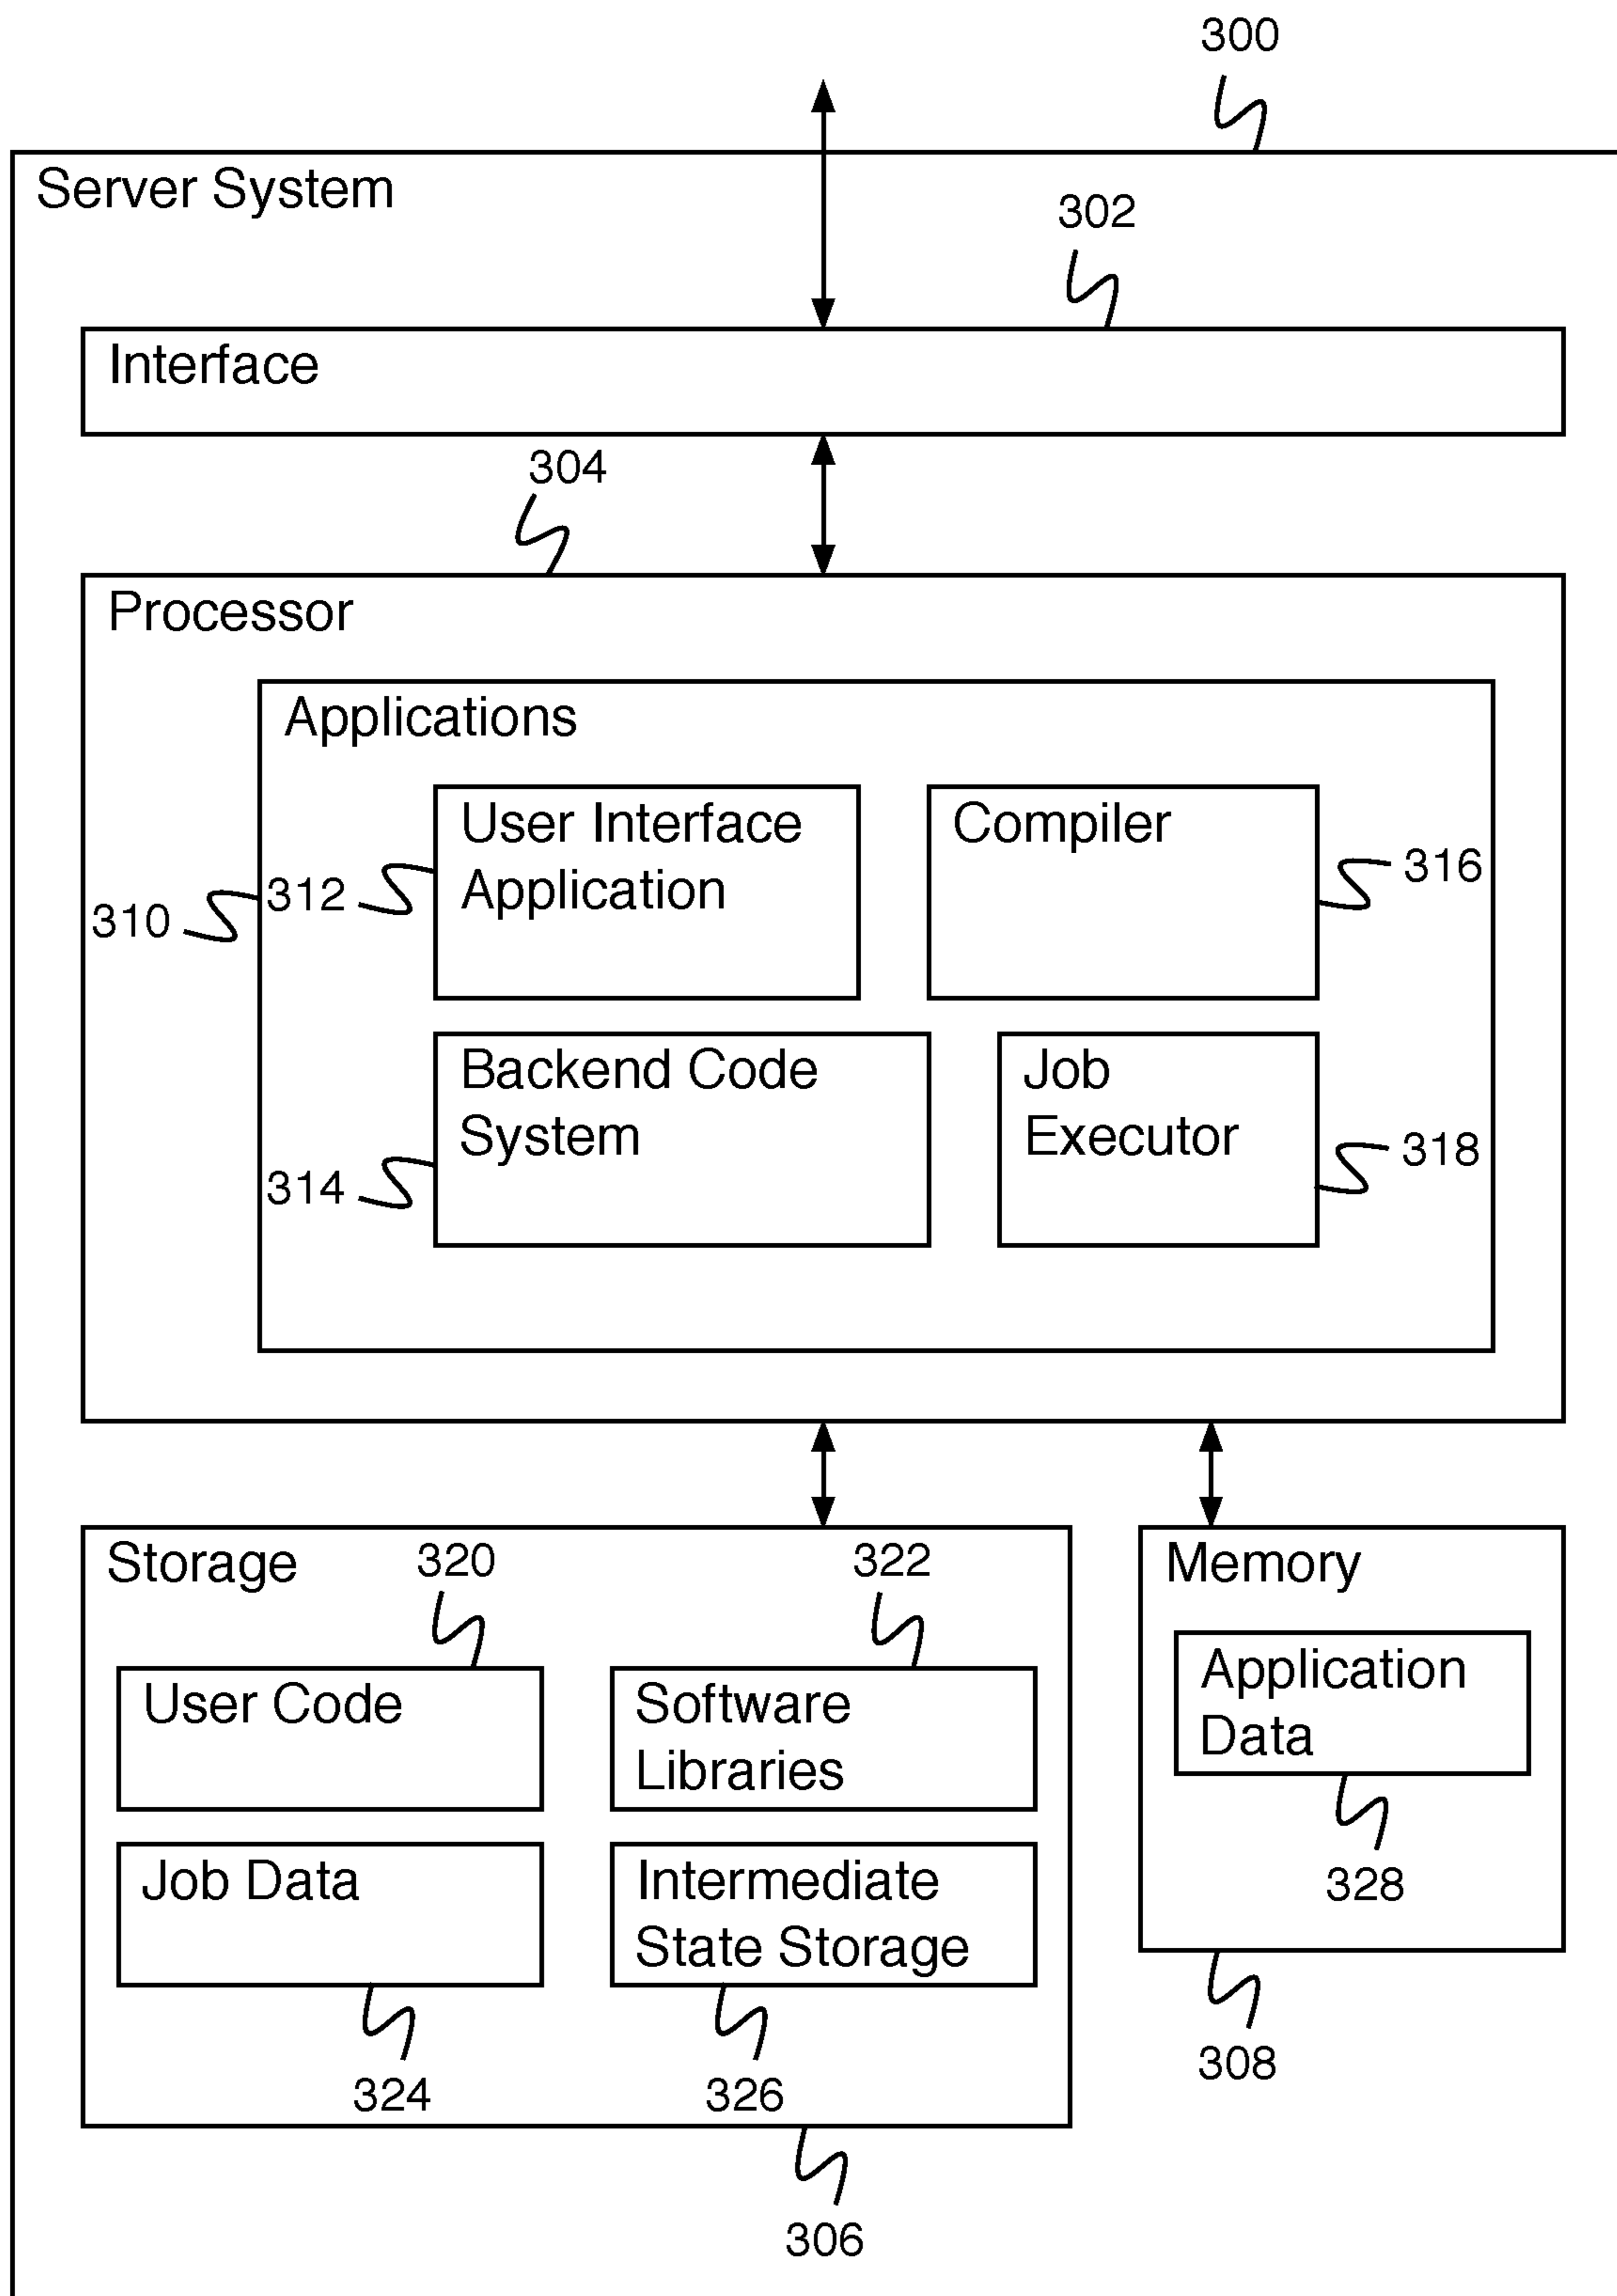 300
Server System
302
Interface
304
Processor
Applications
User Interface
Application
312
310
Compiler
316
Backend Code
System
314
Job
Executor
318
Storage
320
322
User Code
Software
Libraries
Job Data
Intermediate
State Storage
324
326
306
Memory
Application
Data
328
308